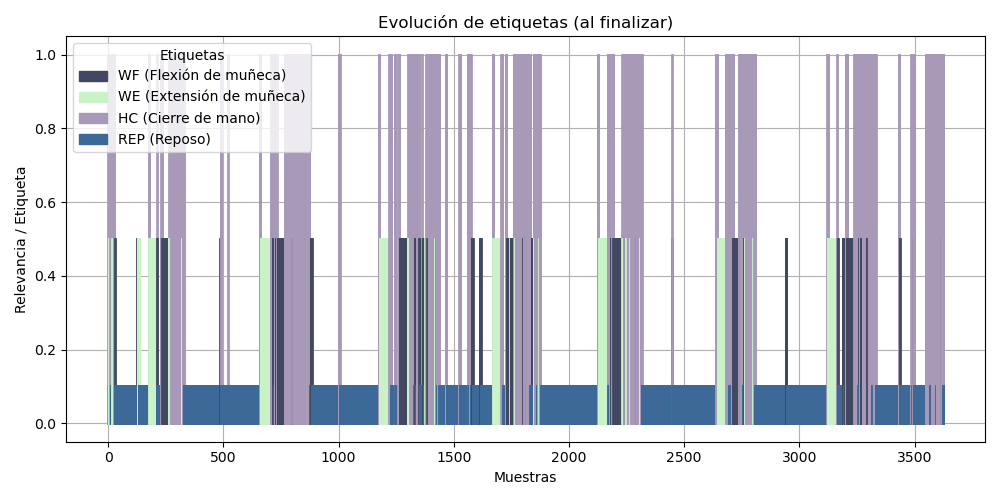 Evolución de etiquetas (al finalizar)
Etiquetas
WF (Flexión de muñeca)
WE (Extensión de muñeca)
HC (Cierre de mano)
REP (Reposo)
Relevancia / Etiqueta
1.0
0.8
0.6
0.4
0.2
0.0
0 500 1000 1500 2000 2500 3000 3500
Muestras